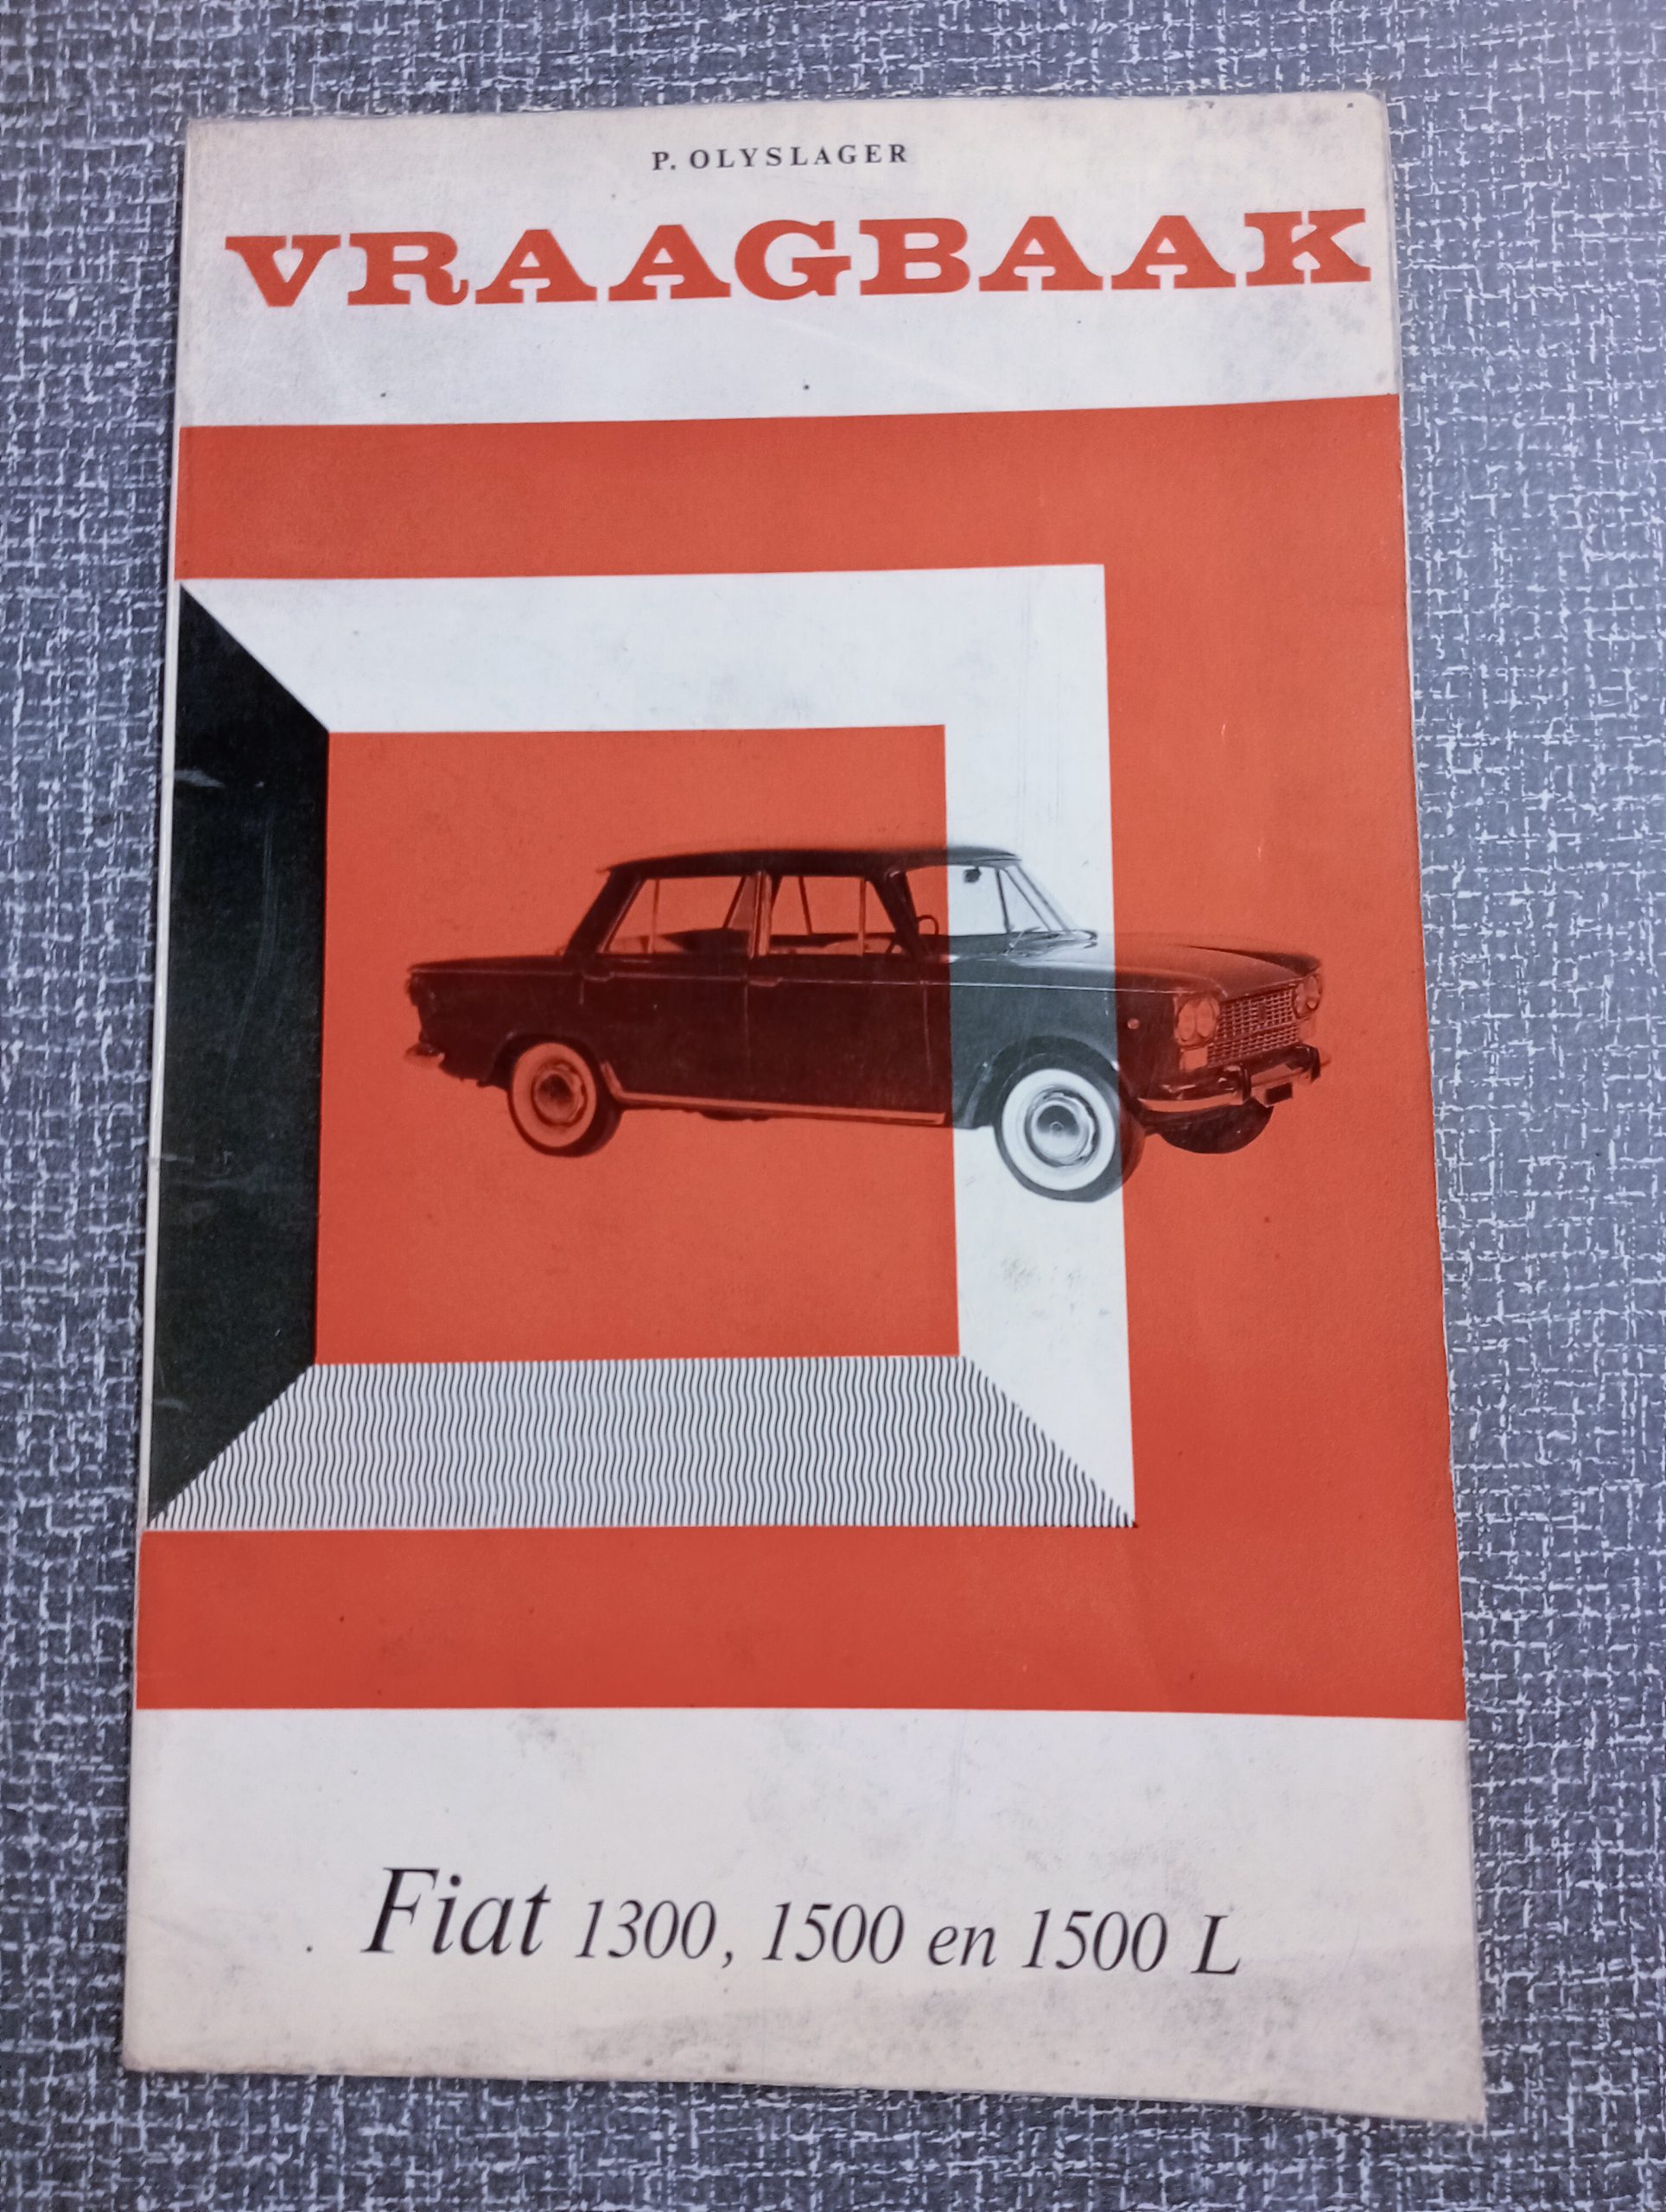 P. OLYSLAGER
VRAAGBAAK
Fiat 1300, 1500 en 1500 L